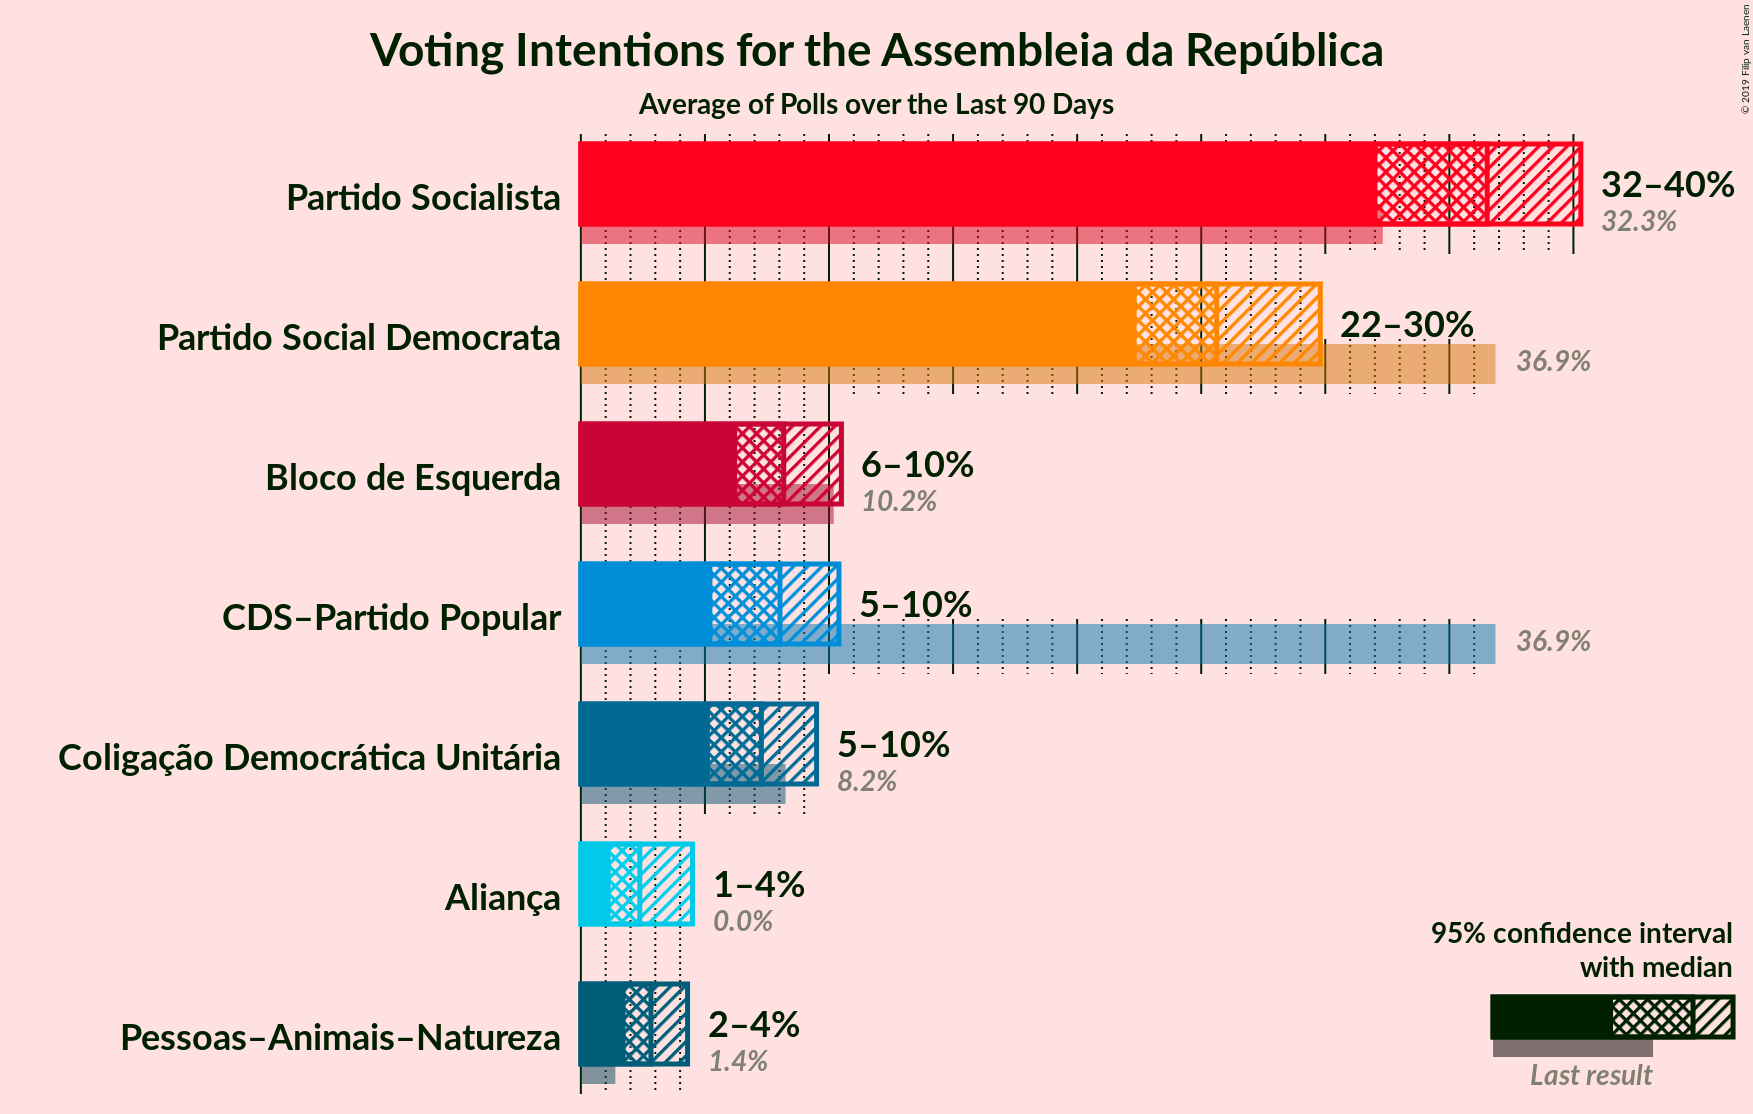 Voting Intentions for the Assembleia da República
Average of Polls over the Last 90 Days
© 2019 Filip van Laenen
Partido Socialista
32–40%
32.3%
Partido Social Democrata
22–30%
36.9%
Bloco de Esquerda
6–10%
10.2%
CDS–Partido Popular
5–10%
36.9%
Coligação Democrática Unitária
5–10%
8.2%
Aliança
1–4%
0.0%
Pessoas–Animais–Natureza
2–4%
1.4%
95% confidence interval
with median
Last result